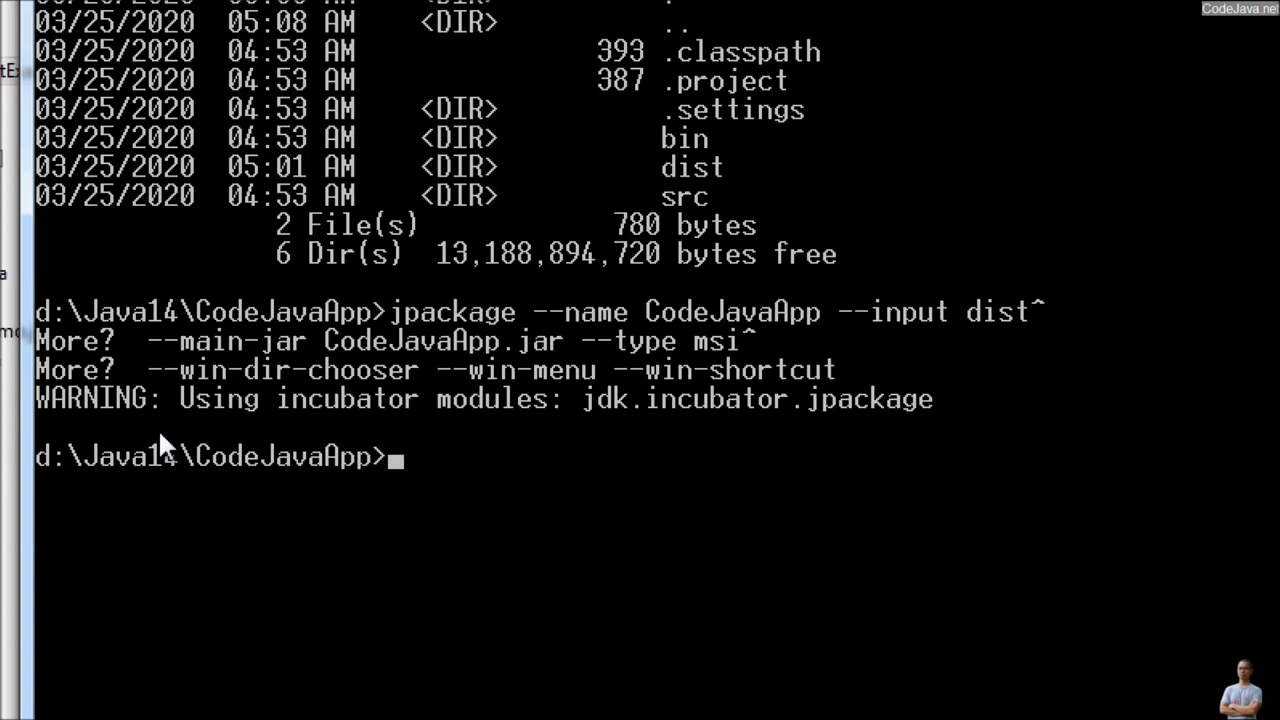 CodeJava.net
03/25/2020  05:08 AM    <DIR>          ..
03/25/2020  04:53 AM               393 .classpath
03/25/2020  04:53 AM               387 .project
03/25/2020  04:53 AM    <DIR>          .settings
03/25/2020  04:53 AM    <DIR>          bin
03/25/2020  05:01 AM    <DIR>          dist
03/25/2020  04:53 AM    <DIR>          src
               2 File(s)            780 bytes
               6 Dir(s)  13,188,894,720 bytes free
d:\Java14\CodeJavaApp>jpackage --name CodeJavaApp --input dist^
More?  --main-jar CodeJavaApp.jar --type msi^
More?  --win-dir-chooser --win-menu --win-shortcut
WARNING: Using incubator modules: jdk.incubator.jpackage
d:\Java14\CodeJavaApp>